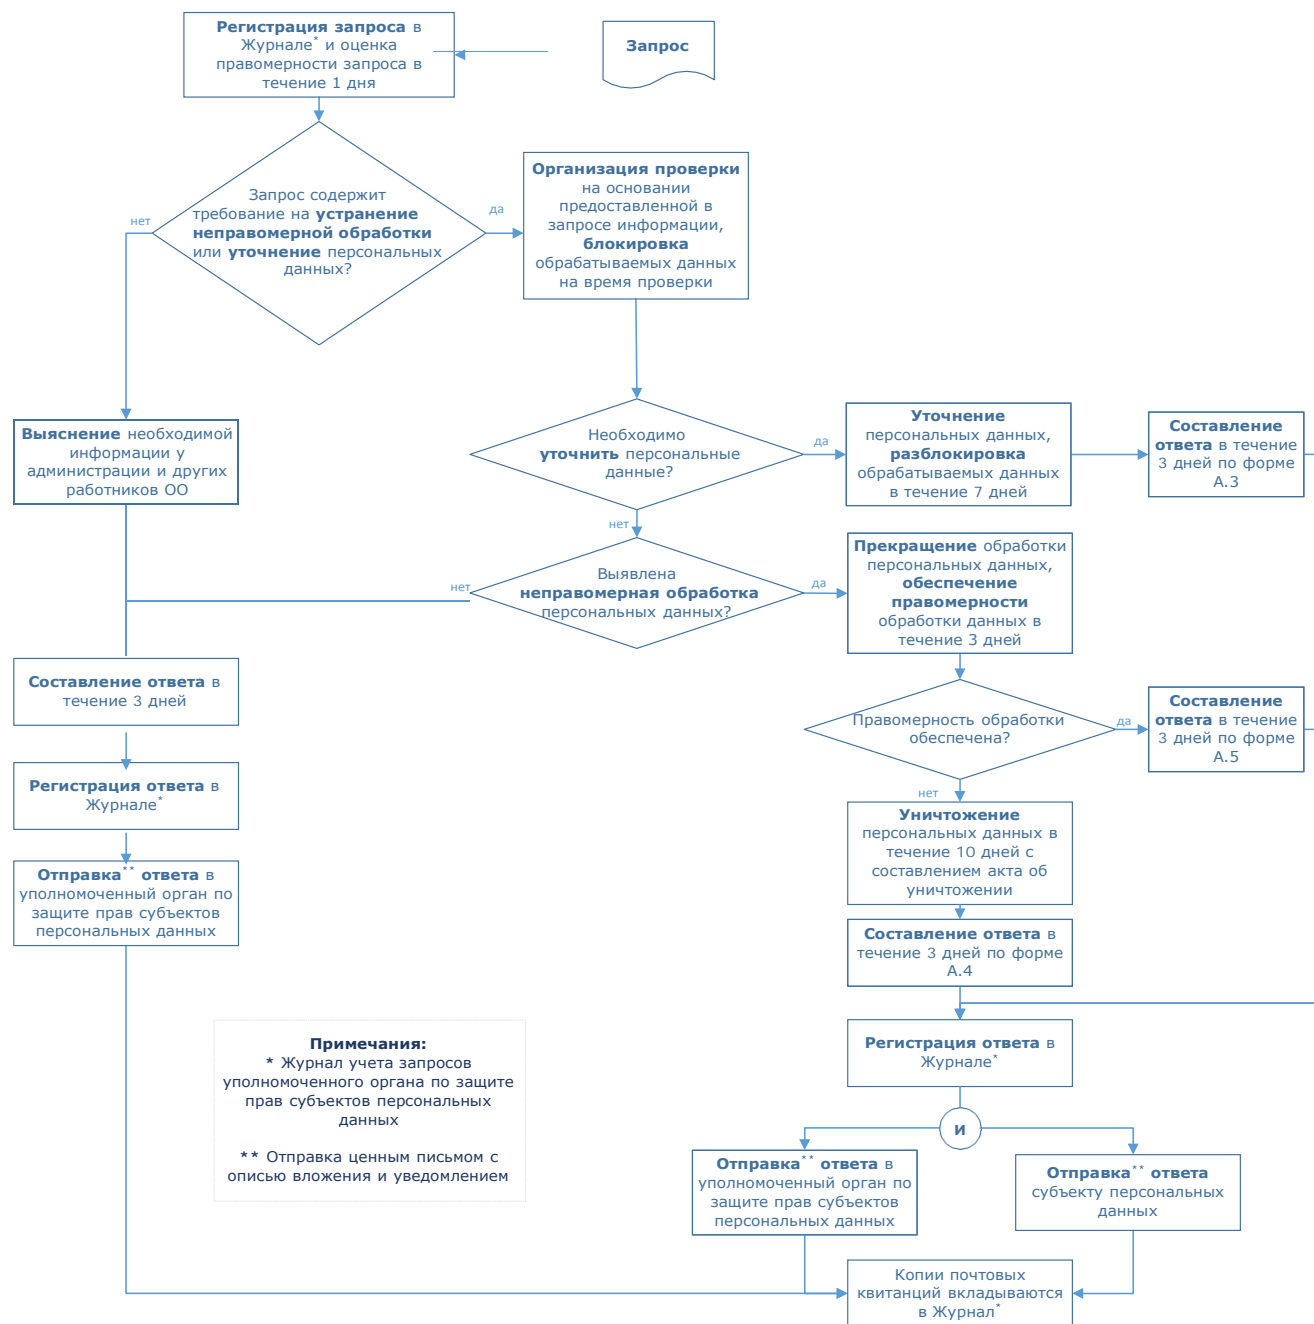 Регистрация запроса в
Журнале* и оценка
правомерности запроса в
течение 1 дня
Запрос
Запрос содержит
требование на устранение
неправомерной обработки
или уточнение персональных
данных?
нет
да
Организация проверки
на основании
предоставленной в
запросе информации,
блокировка
обрабатываемых данных
на время проверки
Выяснение необходимой
информации у
администрации и других
работников ОО
Необходимо
уточнить персональные
данные?
да
Уточнение
персональных данных,
разблокировка
обрабатываемых данных
в течение 7 дней
Составление
ответа в течение
3 дней по форме
А.3
нет
Выявлена
неправомерная обработка
персональных данных?
нет
да
Прекращение обработки
персональных данных,
обеспечение
правомерности
обработки данных в
течение 3 дней
Составление ответа в
течение 3 дней
Правомерность обработки
обеспечена?
да
Составление
ответа в течение
3 дней по форме
А.5
Регистрация ответа в
Журнале*
нет
Уничтожение
персональных данных в
течение 10 дней с
составлением акта об
уничтожении
Отправка** ответа в
уполномоченный орган по
защите прав субъектов
персональных данных
Составление ответа в
течение 3 дней по форме
А.4
Примечания:
* Журнал учета запросов
уполномоченного органа по защите
прав субъектов персональных
данных
** Отправка ценным письмом с
описью вложения и уведомлением
Регистрация ответа в
Журнале*
И
Отправка** ответа в
уполномоченный орган по
защите прав субъектов
персональных данных
Отправка** ответа
субъекту персональных
данных
Копии почтовых
квитанций вкладываются
в Журнал*